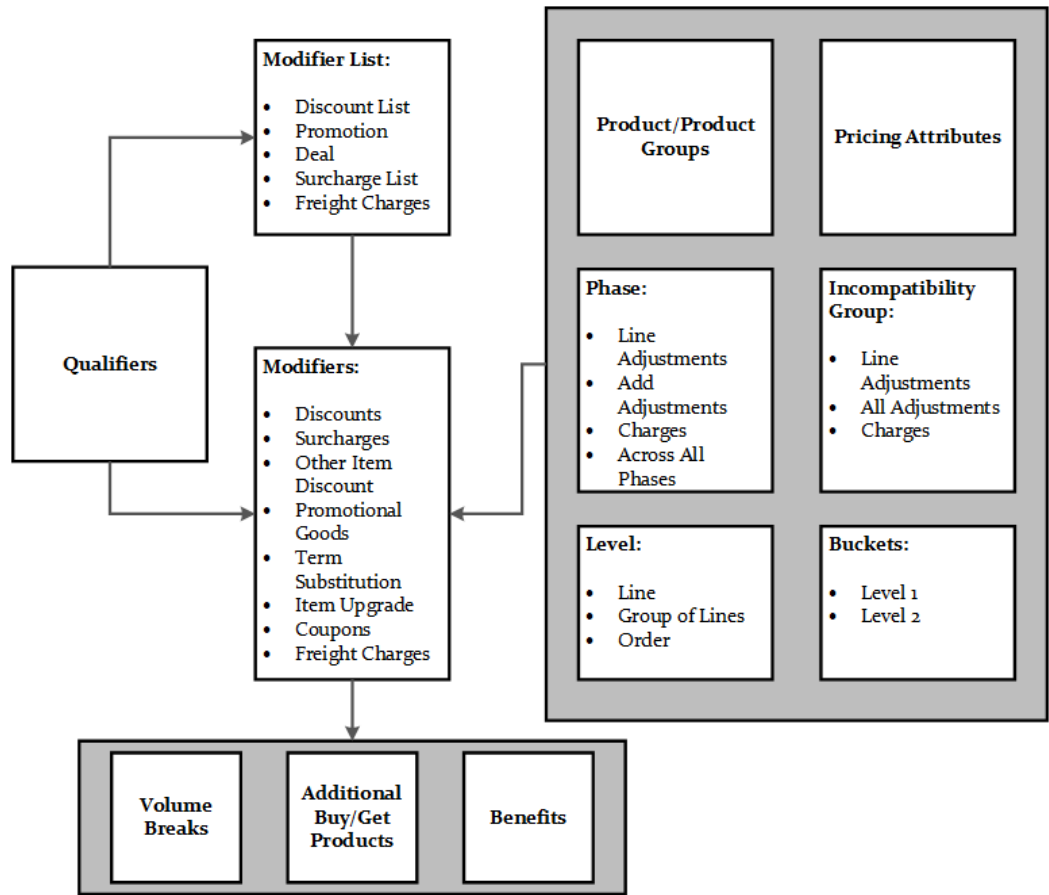 Modifier List:
• Discount List
• Promotion
• Deal
• Surcharge List
• Freight Charges
Qualifiers
Modifiers:
• Discounts
• Surcharges
• Other Item
Discount
• Promotional
Goods
• Term
Substitution
• Item Upgrade
• Coupons
• Freight Charges
Product/Product
Groups
Pricing Attributes
Phase:
• Line
Adjustments
• Add
Adjustments
• Charges
• Across All
Phases
Incompatibility
Group:
• Line
Adjustments
• All Adjustments
• Charges
Level:
• Line
• Group of Lines
• Order
Buckets:
• Level 1
• Level 2
Volume
Breaks
Additional
Buy/Get
Products
Benefits